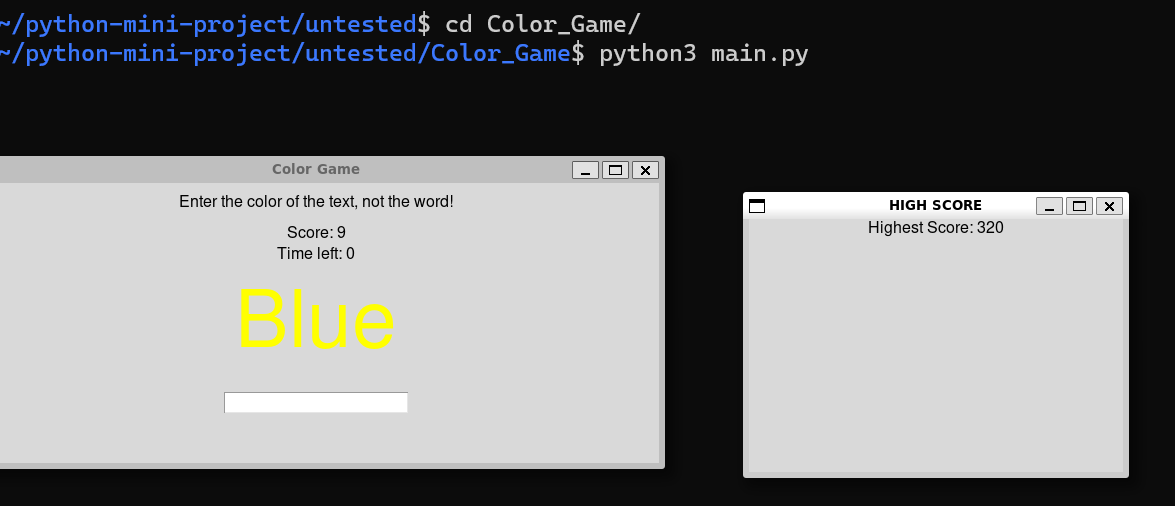 ~/python-mini-project/untested$ cd Color_Game/
~/python-mini-project/untested/Color_Game$ python3 main.py
Color Game
Enter the color of the text, not the word!
Score: 9
Time left: 0
Blue
HIGH SCORE
Highest Score: 320